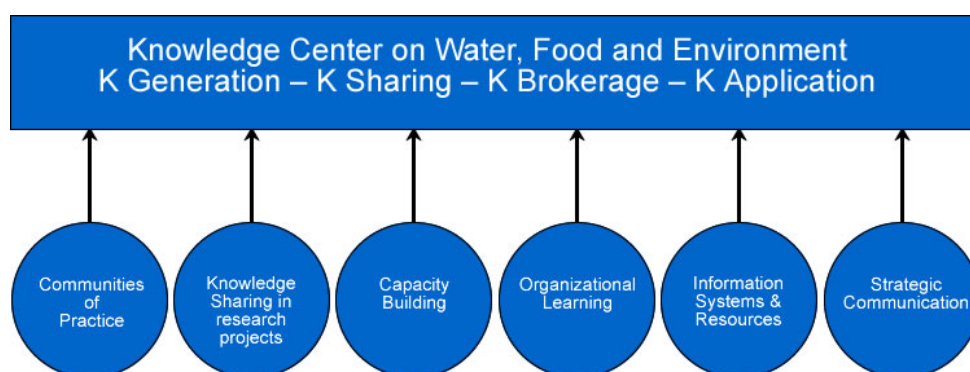 Knowledge Center on Water, Food and Environment
K Generation – K Sharing – K Brokerage – K Application
Communities
of
Practice
Knowledge
Sharing in
research
projects
Capacity
Building
Organizational
Learning
Information
Systems &
Resources
Strategic
Communication